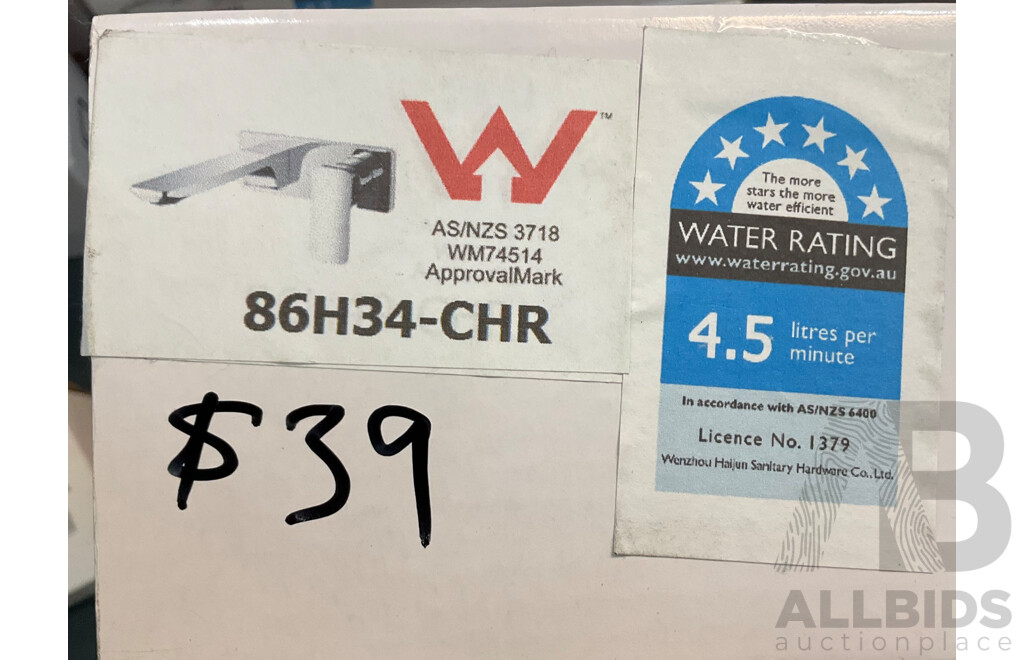 W™
AS/NZS 3718
WM74514
ApprovalMark
86H34-CHR
$39
The more
stars the more
water efficient
WATER RATING
www.waterrating.gov.au
4.5 litres per
minute
In accordance with AS/NZS 6400
Licence No. 1379
Wenzhou Haijun Sanitary Hardware Co., Ltd.
AB
ALLBIDS
auctionplace